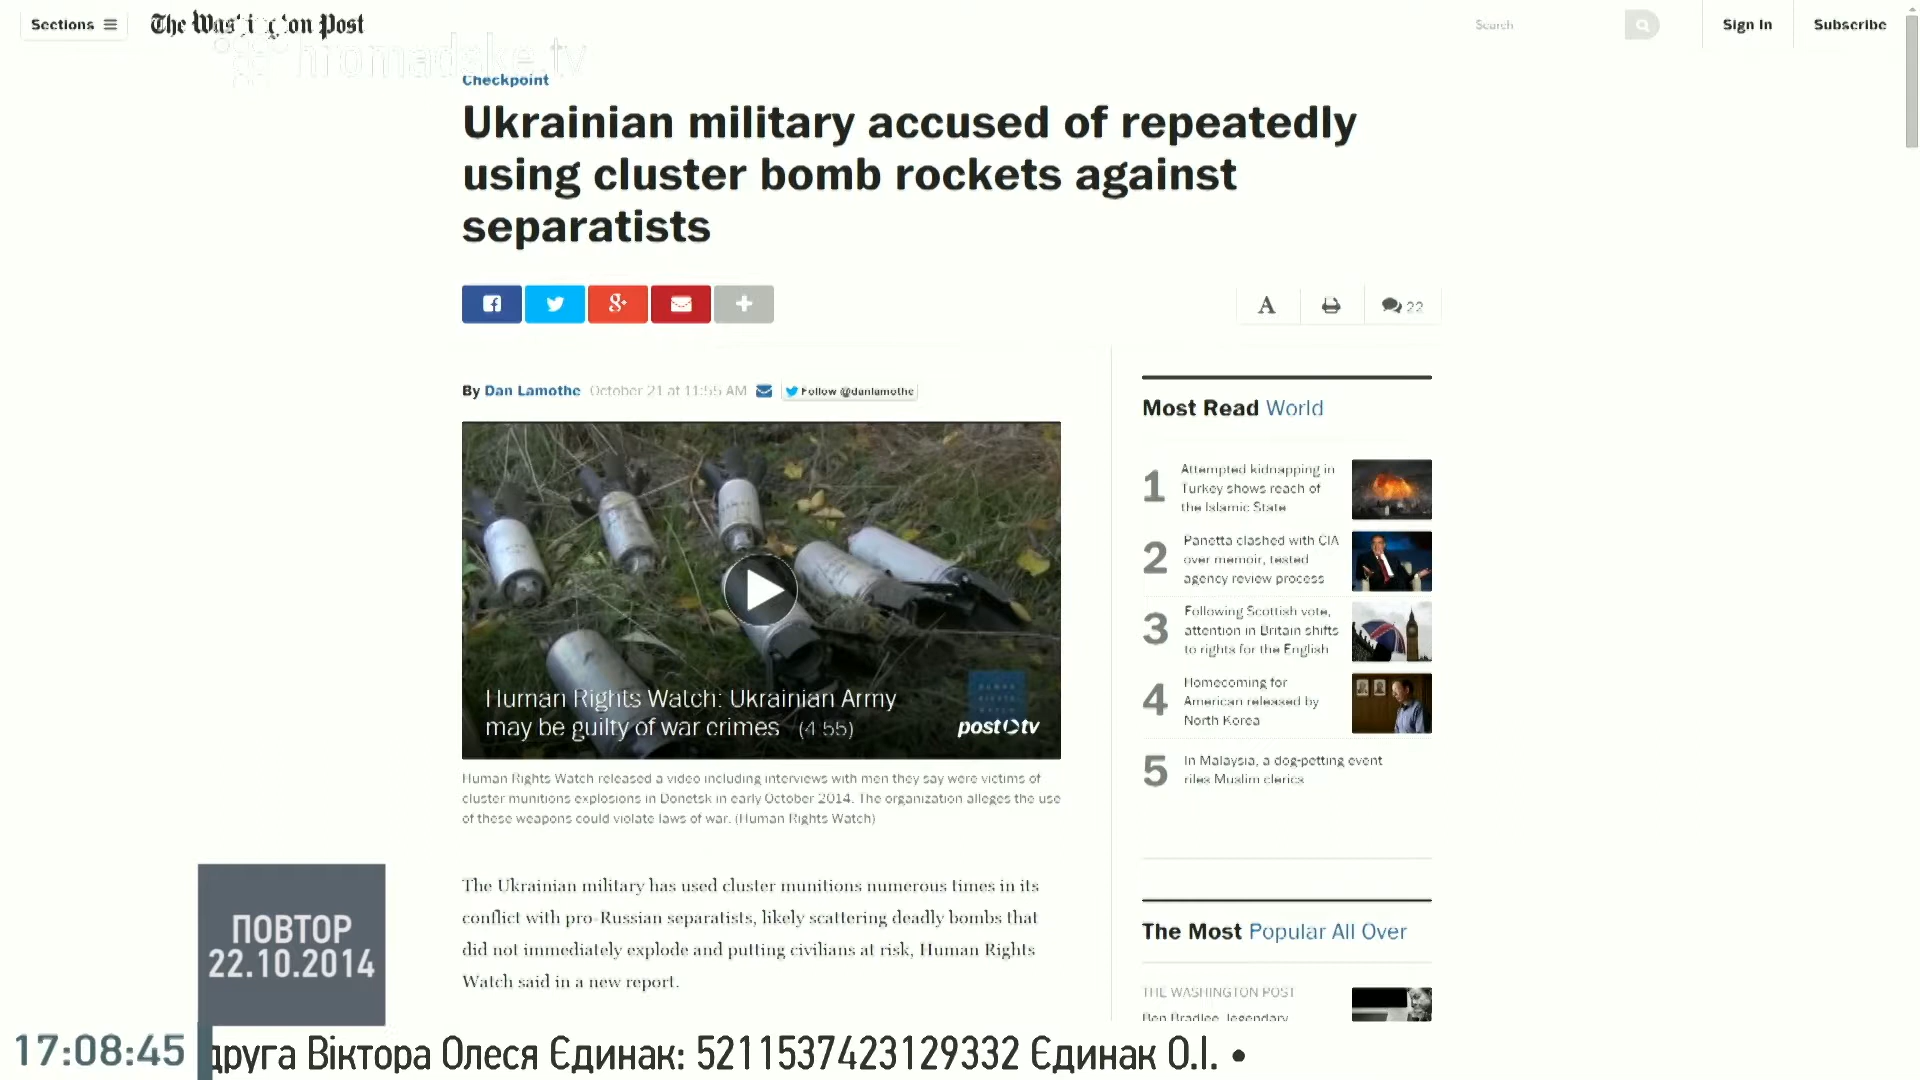 Sections
The Washington Post
hromadske.tv
Search
Sign In
Subscribe
Checkpoint
Ukrainian military accused of repeatedly
using cluster bomb rockets against
separatists
g+
A
22
By Dan Lamothe October 21 at 11:55 AM Follow @danlamothe
Human Rights Watch: Ukrainian Army
may be guilty of war crimes (4:55)
HUMAN
RIGHTS
WATCH
postTV
Human Rights Watch released a video including interviews with men they say were victims of
cluster munitions explosions in Donetsk in early October 2014. The organization alleges the use
of these weapons could violate laws of war. (Human Rights Watch)
The Ukrainian military has used cluster munitions numerous times in its
conflict with pro-Russian separatists, likely scattering deadly bombs that
did not immediately explode and putting civilians at risk, Human Rights
Watch said in a new report.
Most Read World
1 Attempted kidnapping in
Turkey shows reach of
the Islamic State
2 Panetta clashed with CIA
over memoir, tested
agency review process
3 Following Scottish vote,
attention in Britain shifts
to rights for the English
4 Homecoming for
American released by
North Korea
5 In Malaysia, a dog-petting event
riles Muslim clerics
The Most Popular All Over
THE WASHINGTON POST
Ben Bradlee, legendary
ПОВТОР
22.10.2014
17:08:45
друга Віктора Олеся Єдинак: 5211537423129332 Єдинак О.І. •